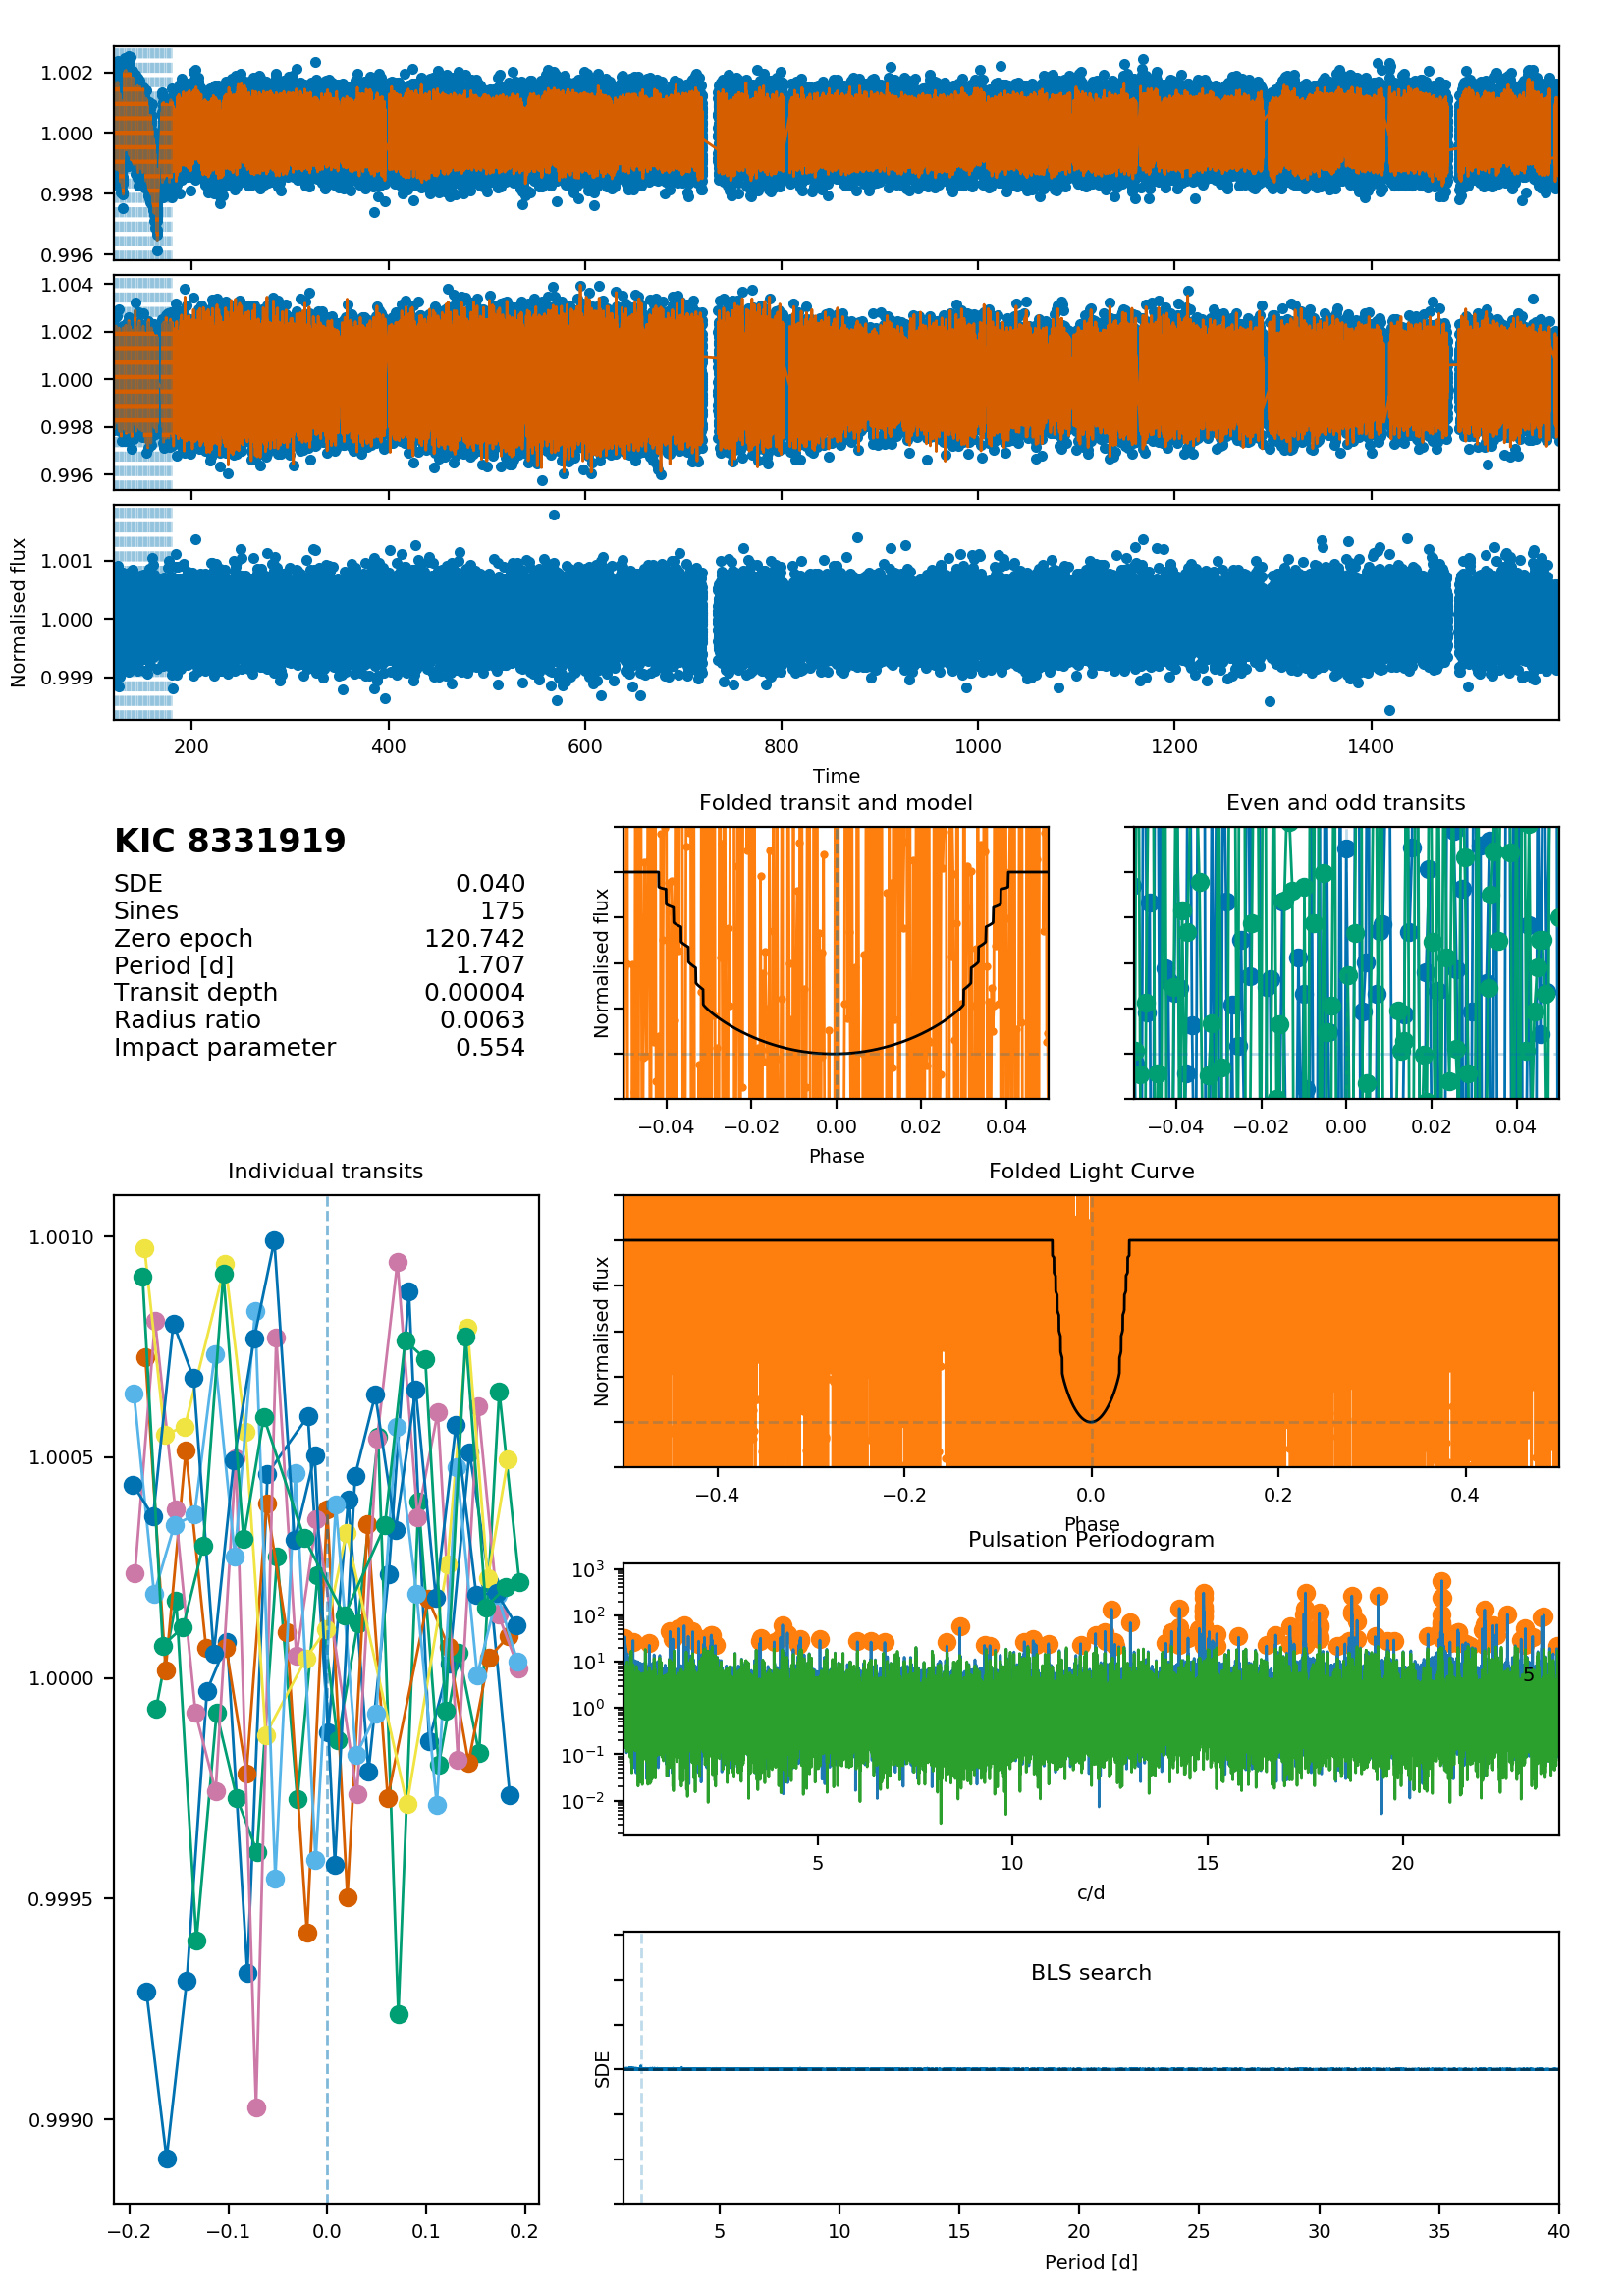 1.002
1.000
0.998
0.996
1.004
1.002
1.000
0.998
0.996
Normalised flux
1.001
1.000
0.999
200 400 600 800 1000 1200 1400
Time
KIC 8331919
SDE 0.040
Sines 175
Zero epoch 120.742
Period [d] 1.707
Transit depth 0.00004
Radius ratio 0.0063
Impact parameter 0.554
Folded transit and model
Normalised flux
−0.04 −0.02 0.00 0.02 0.04
Phase
Even and odd transits
−0.04 −0.02 0.00 0.02 0.04
Individual transits
1.0010
1.0005
1.0000
0.9995
0.9990
−0.2 −0.1 0.0 0.1 0.2
Folded Light Curve
Normalised flux
−0.4 −0.2 0.0 0.2 0.4
Phase
Pulsation Periodogram
10³
10²
10¹
10⁰
10⁻¹
10⁻²
5
5 10 15 20
c/d
BLS search
SDE
5 10 15 20 25 30 35 40
Period [d]